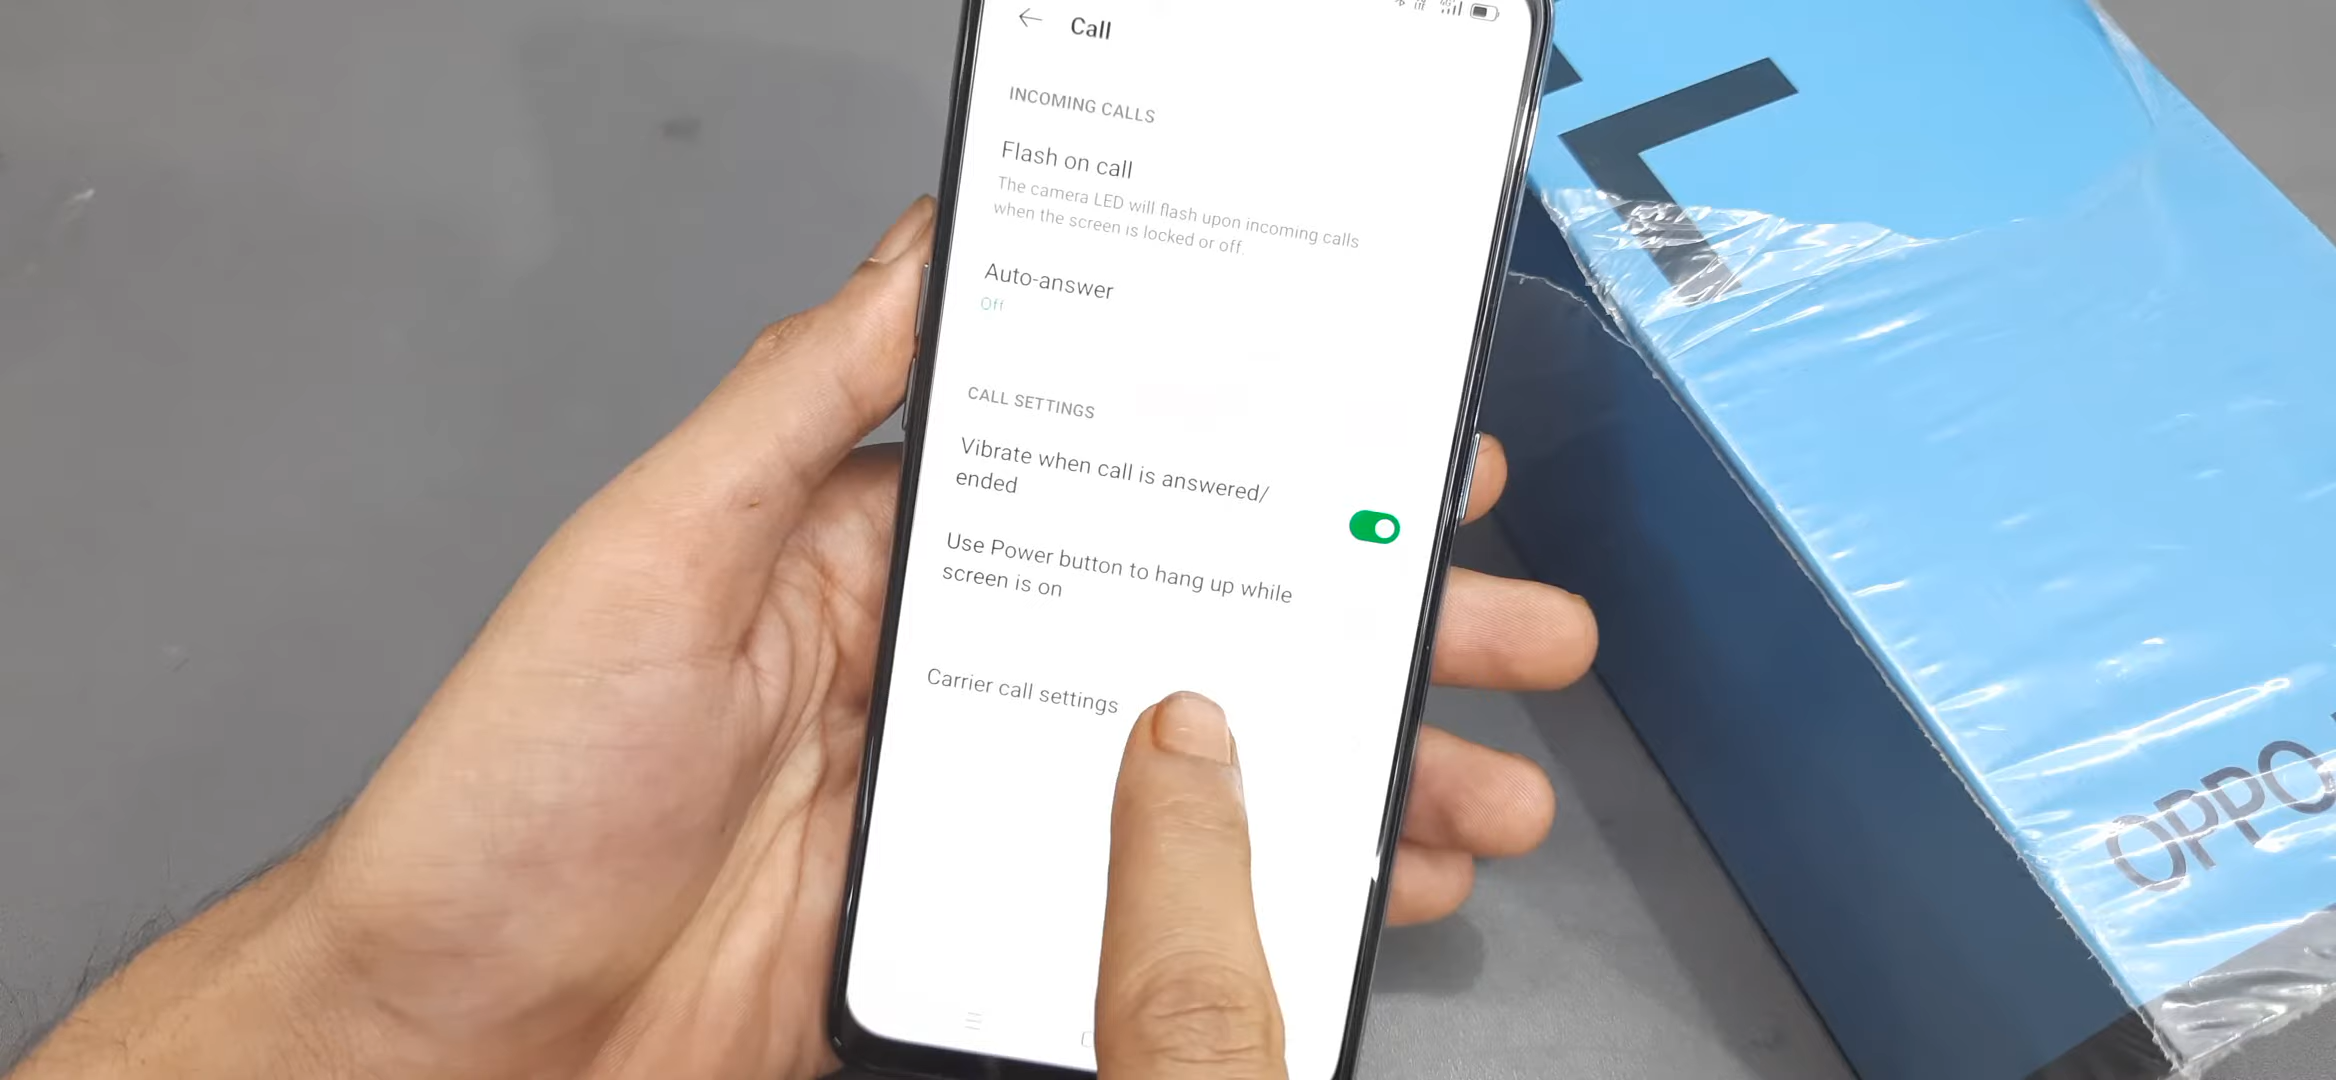 Call
INCOMING CALLS
Flash on call
The camera LED will flash upon incoming calls
when the screen is locked or off.
Auto-answer
Off
CALL SETTINGS
Vibrate when call is answered/
ended
Use Power button to hang up while
screen is on
Carrier call settings
L
OPPO